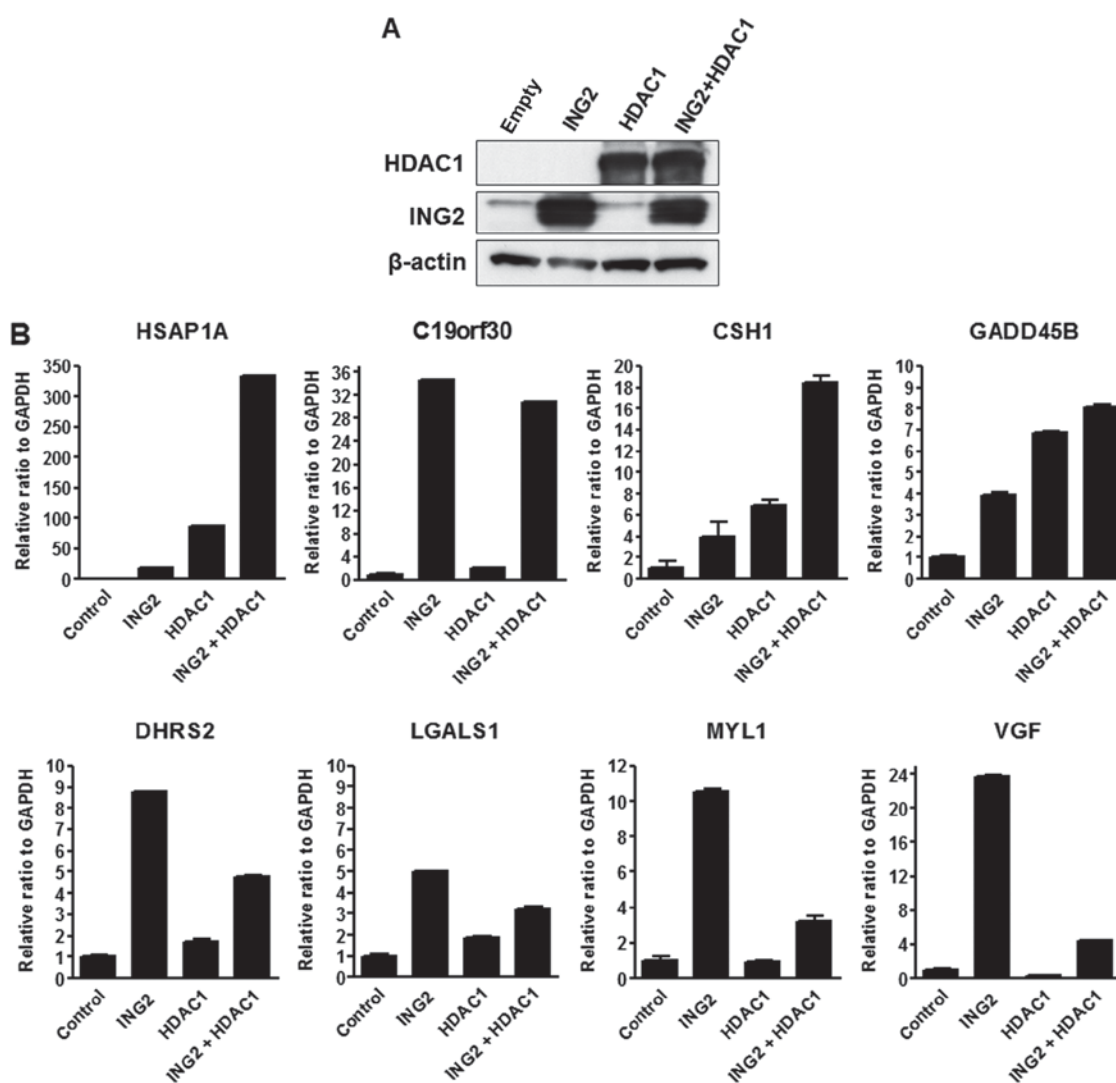 A
Empty
ING2
HDAC1
ING2+HDAC1
HDAC1
ING2
β-actin
B
HSAP1A
Relative ratio to GAPDH
350
300
250
200
150
100
50
0
Control
ING2
HDAC1
ING2 + HDAC1
C19orf30
Relative ratio to GAPDH
36
32
28
24
20
16
12
8
4
0
Control
ING2
HDAC1
ING2 + HDAC1
CSH1
Relative ratio to GAPDH
20
18
16
14
12
10
8
6
4
2
0
Control
ING2
HDAC1
ING2 + HDAC1
GADD45B
Relative ratio to GAPDH
10
9
8
7
6
5
4
3
2
1
0
Control
ING2
HDAC1
ING2 + HDAC1
DHRS2
Relative ratio to GAPDH
10
9
8
7
6
5
4
3
2
1
0
Control
ING2
HDAC1
ING2 + HDAC1
LGALS1
Relative ratio to GAPDH
10
9
8
7
6
5
4
3
2
1
0
Control
ING2
HDAC1
ING2 + HDAC1
MYL1
Relative ratio to GAPDH
12
10
8
6
4
2
0
Control
ING2
HDAC1
ING2 + HDAC1
VGF
Relative ratio to GAPDH
24
20
16
12
8
4
0
Control
ING2
HDAC1
ING2 + HDAC1